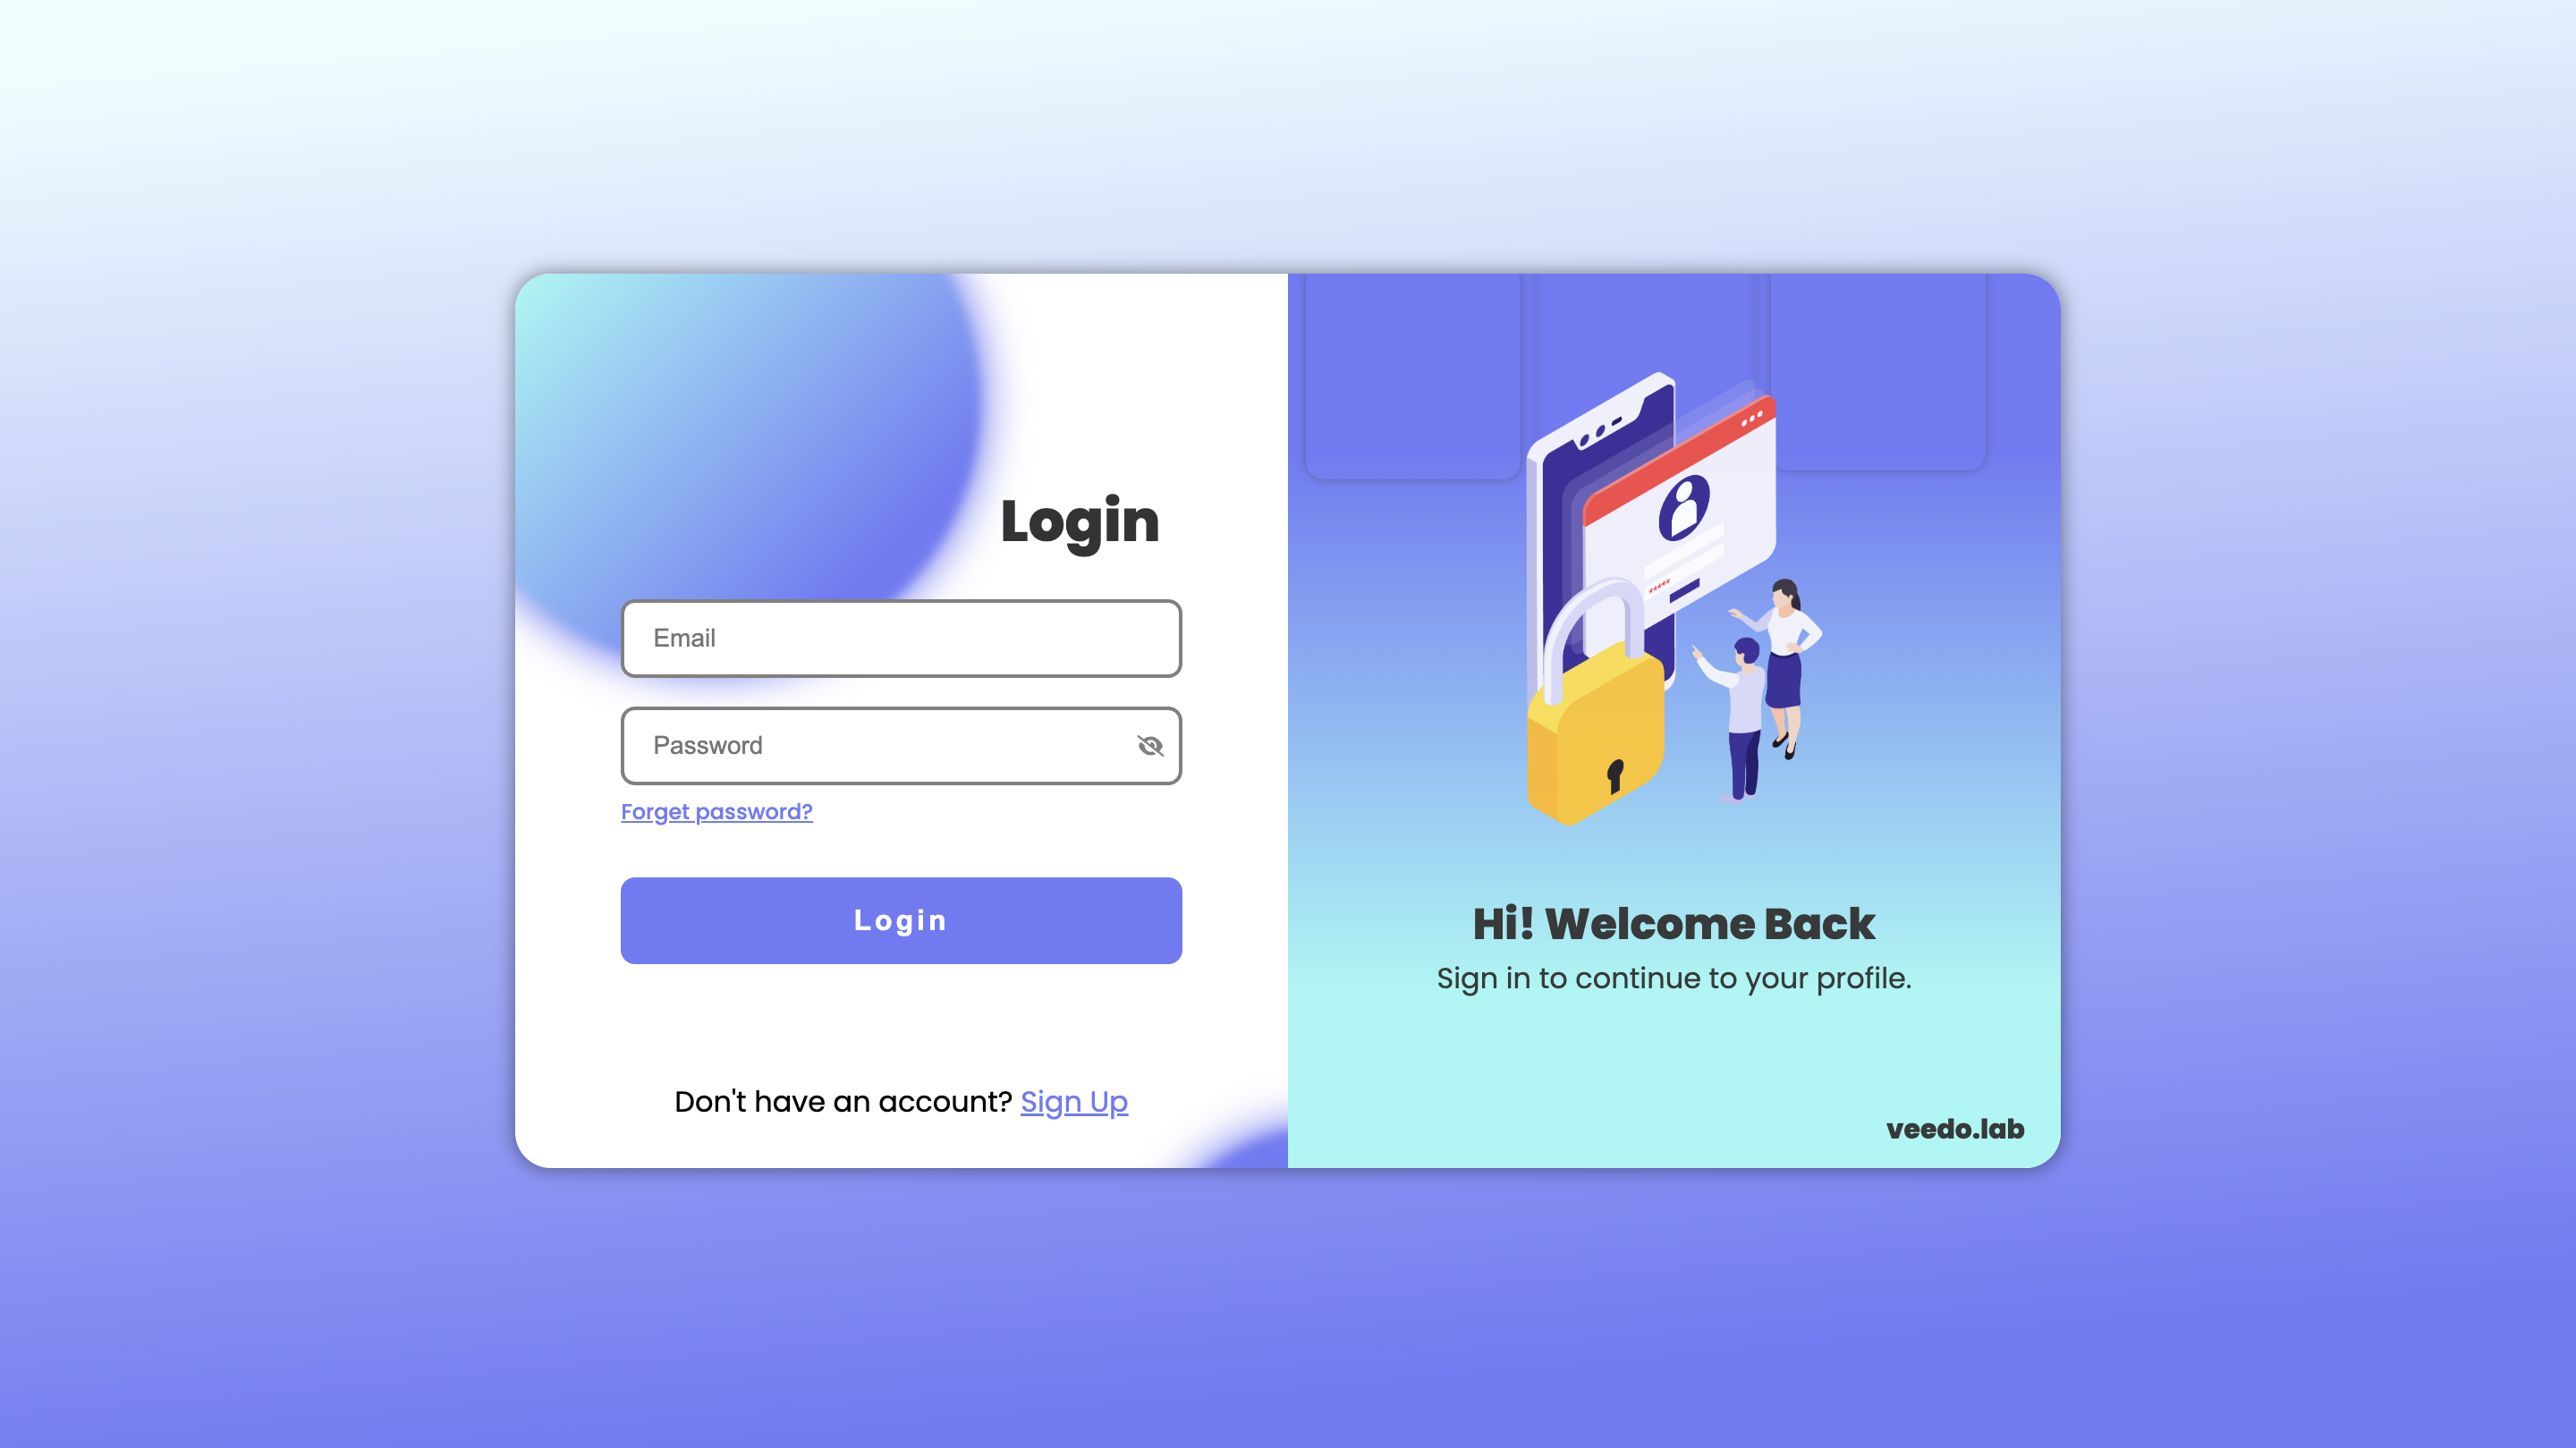 Login
Email
Password
Forget password?
Login
Don't have an account? Sign Up
*****
Hi! Welcome Back
Sign in to continue to your profile.
veedo.lab